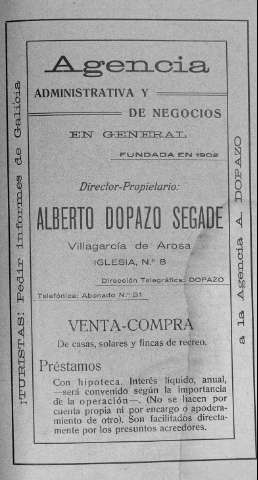 ¡TURISTAS! Pedir informes de Galicia
Agencia
ADMINISTRATIVA Y
DE NEGOCIOS
EN GENERAL
FUNDADA EN 1902
Director-Propietario:
ALBERTO DOPAZO SEGADE
Villagarcía de Arosa
IGLESIA, N.º 8
Dirección Telegráfica: DOPAZO
Telefónica: Abonado N.º 51
VENTA-COMPRA
De casas, solares y fincas de recreo.
Préstamos
Con hipoteca. Interés líquido, anual,
—será convenido según la importancia
de la operación—. (No se hacen por
cuenta propia ni por encargo o apodera-
miento de otro). Son facilitados directa-
mente por los presuntos acreedores.
a la Agencia A. DOPAZO